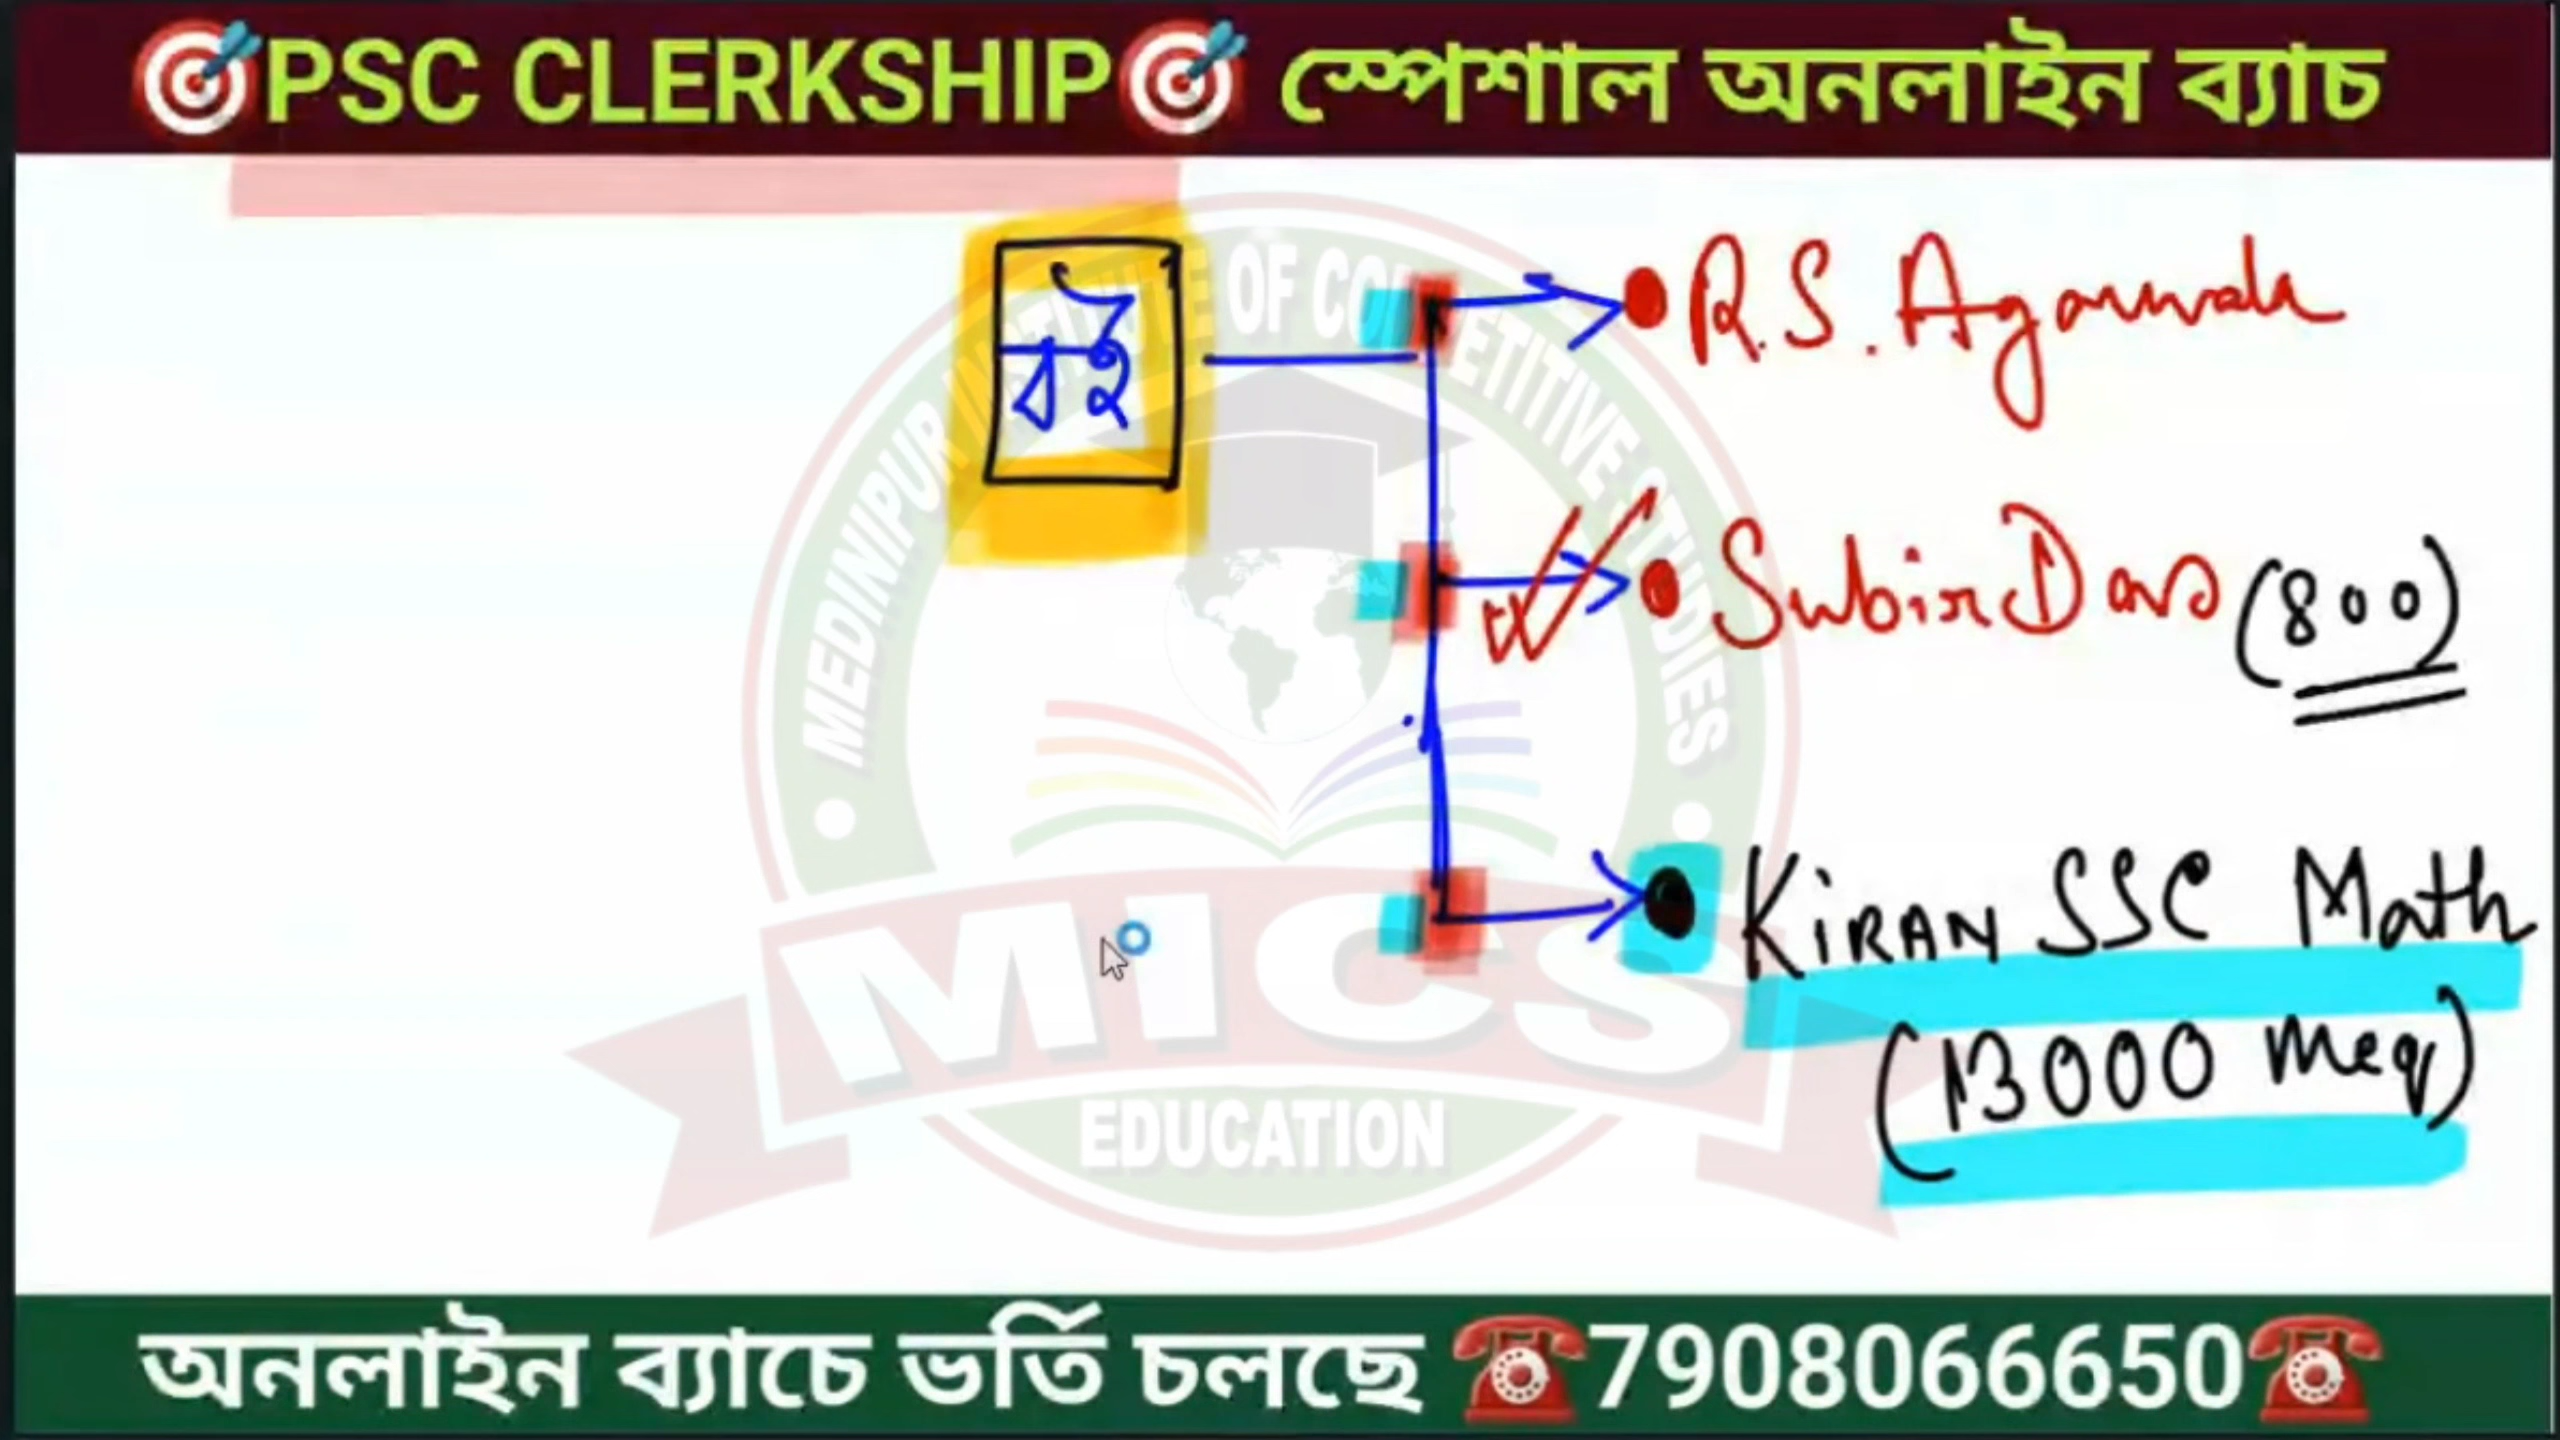 PSC CLERKSHIP স্পেশাল অনলাইন ব্যাচ
বই
R.S. Agarwala
Subir Das (800)
KIRAN SSC Math
(13000 Mcq)
MEDINIPUR INSTITUTE OF COMPETITIVE STUDIES
MICS
EDUCATION
অনলাইন ব্যাচে ভর্তি চলছে 7908066650